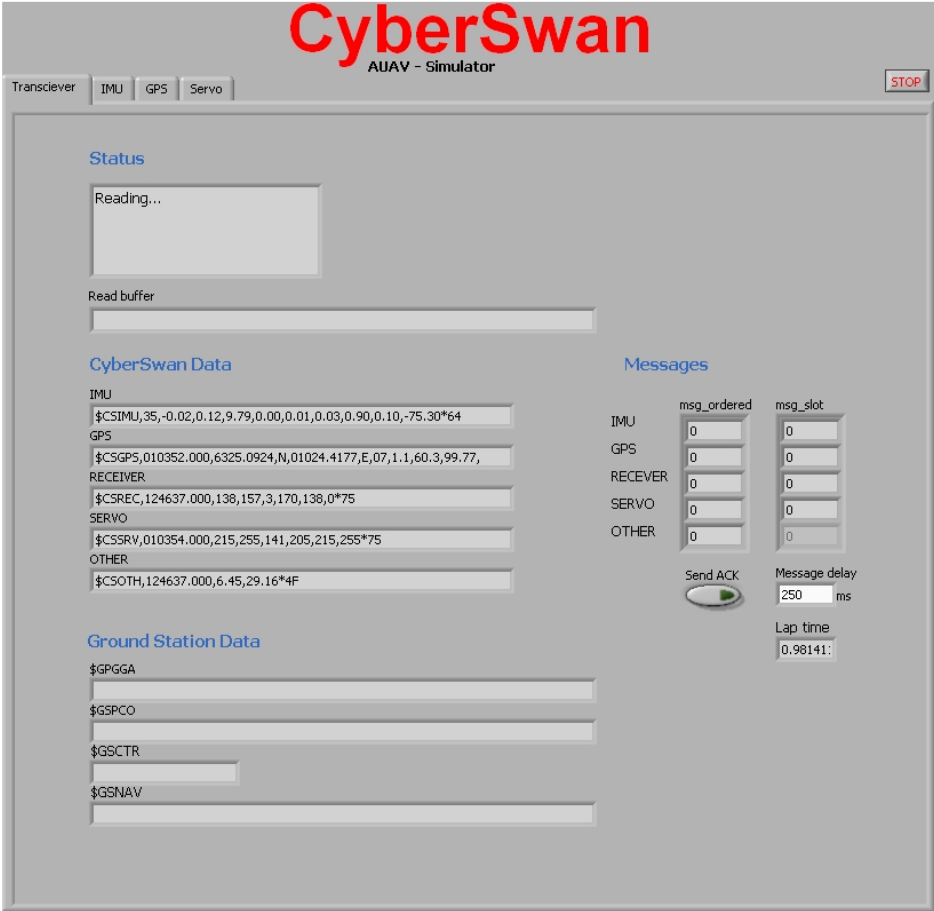 CyberSwan
AUAV - Simulator
Transciever IMU GPS Servo
STOP
Status
Reading...
Read buffer
CyberSwan Data
IMU
$CSIMU,35,-0.02,0.12,9.79,0.00,0.01,0.03,0.90,0.10,-75.30*64
GPS
$CSGPS,010352.000,6325.0924,N,01024.4177,E,07,1.1,60.3,99.77,
RECEIVER
$CSREC,124637.000,138,157,3,170,138,0*75
SERVO
$CSSRV,010354.000,215,255,141,205,215,255*75
OTHER
$CSOTH,124637.000,6.45,29.16*4F
Messages
msg_ordered msg_slot
IMU 0 0
GPS 0 0
RECEVER 0 0
SERVO 0 0
OTHER 0 0
Send ACK
Message delay
250 ms
Lap time
0.98141
Ground Station Data
$GPGGA
$GSPCO
$GSCTR
$GSNAV